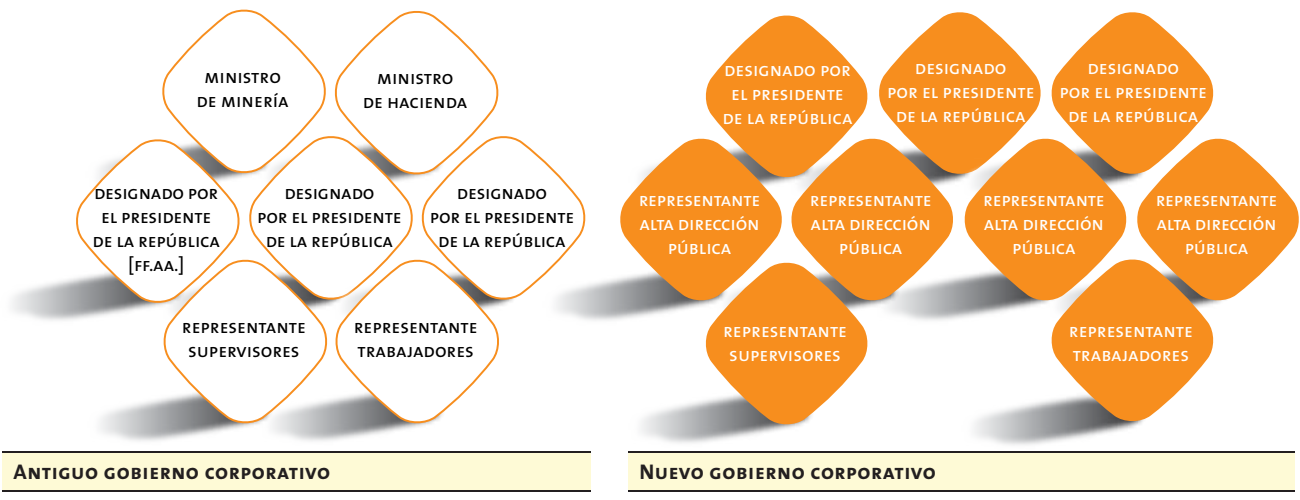 MINISTRO
DE MINERÍA
MINISTRO
DE HACIENDA
DESIGNADO POR
EL PRESIDENTE
DE LA REPÚBLICA
[FF.AA.]
DESIGNADO
POR EL PRESIDENTE
DE LA REPÚBLICA
DESIGNADO
POR EL PRESIDENTE
DE LA REPÚBLICA
REPRESENTANTE
SUPERVISORES
REPRESENTANTE
TRABAJADORES
ANTIGUO GOBIERNO CORPORATIVO
DESIGNADO POR
EL PRESIDENTE
DE LA REPÚBLICA
DESIGNADO
POR EL PRESIDENTE
DE LA REPÚBLICA
DESIGNADO
POR EL PRESIDENTE
DE LA REPÚBLICA
REPRESENTANTE
ALTA DIRECCIÓN
PÚBLICA
REPRESENTANTE
ALTA DIRECCIÓN
PÚBLICA
REPRESENTANTE
ALTA DIRECCIÓN
PÚBLICA
REPRESENTANTE
ALTA DIRECCIÓN
PÚBLICA
REPRESENTANTE
SUPERVISORES
REPRESENTANTE
TRABAJADORES
NUEVO GOBIERNO CORPORATIVO